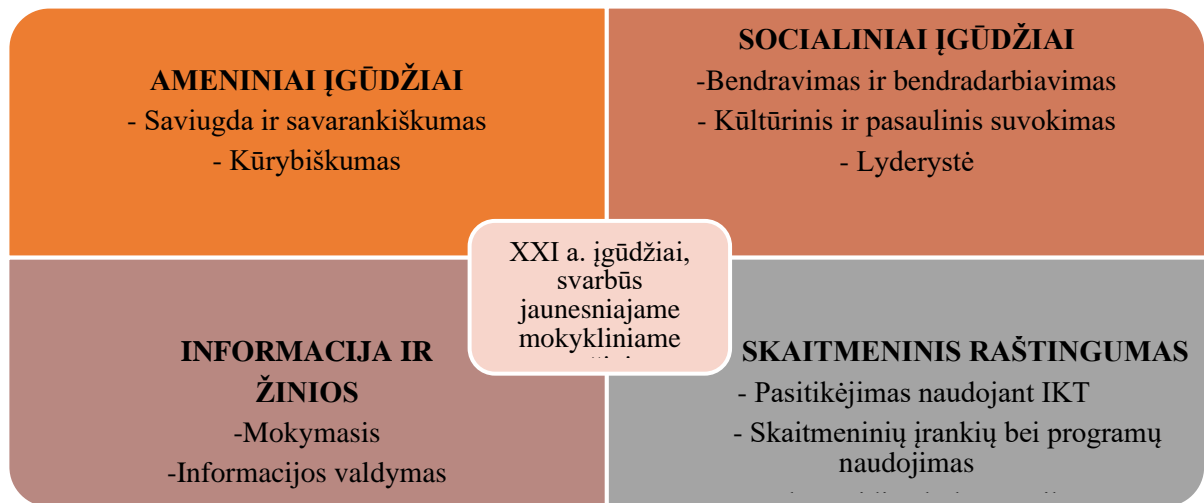 AMENINIAI ĮGŪDŽIAI
- Saviugda ir savarankiškumas
- Kūrybiškumas
SOCIALINIAI ĮGŪDŽIAI
-Bendravimas ir bendradarbiavimas
- Kūltūrinis ir pasaulinis suvokimas
- Lyderystė
XXI a. įgūdžiai,
svarbūs
jaunesniajame
mokykliniame
INFORMACIJA IR
ŽINIOS
-Mokymasis
-Informacijos valdymas
SKAITMENINIS RAŠTINGUMAS
- Pasitikėjimas naudojant IKT
- Skaitmeninių įrankių bei programų
naudojimas